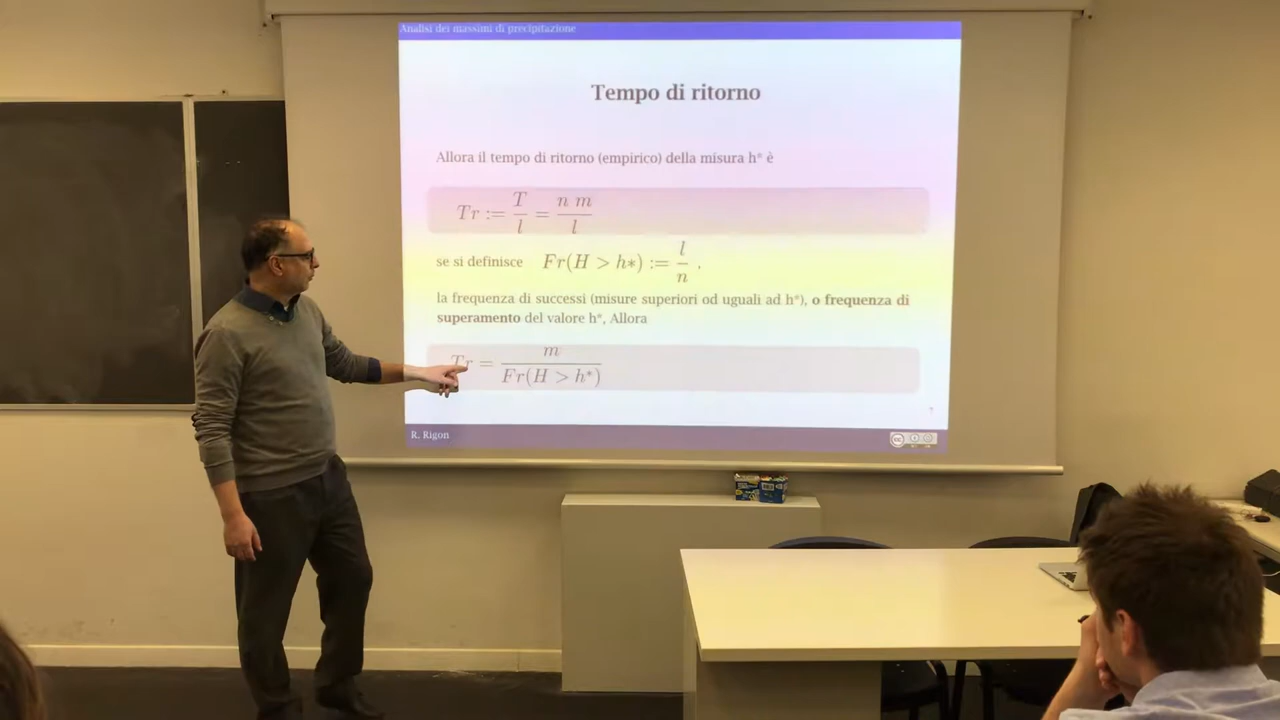 Analisi dei massimi di precipitazione
Tempo di ritorno
Allora il tempo di ritorno (empirico) della misura h* è
Tr := T/l = n m/l
se si definisce Fr(H > h*) := l/n .
la frequenza di successi (misure superiori od uguali ad h*), o frequenza di
superamento del valore h*, Allora
Tr = m/Fr(H > h*)
R. Rigon
cc